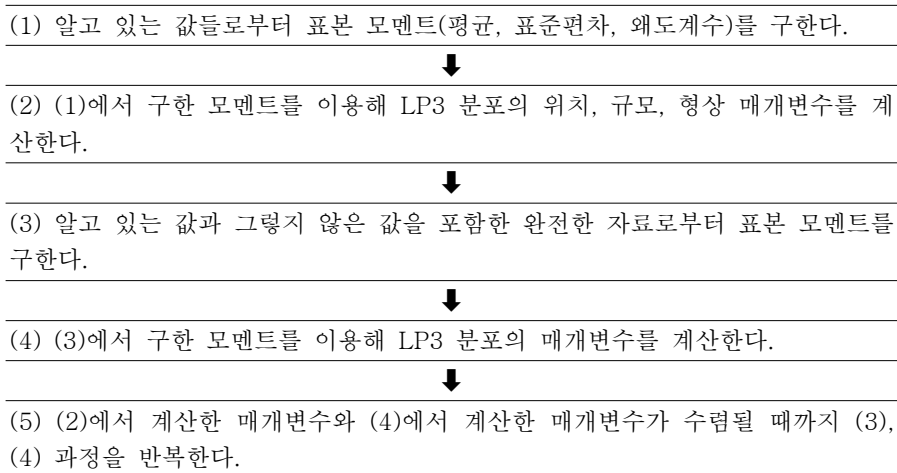 (1) 알고 있는 값들로부터 표본 모멘트(평균, 표준편차, 왜도계수)를 구한다.
(2) (1)에서 구한 모멘트를 이용해 LP3 분포의 위치, 규모, 형상 매개변수를 계
산한다.
(3) 알고 있는 값과 그렇지 않은 값을 포함한 완전한 자료로부터 표본 모멘트를
구한다.
(4) (3)에서 구한 모멘트를 이용해 LP3 분포의 매개변수를 계산한다.
(5) (2)에서 계산한 매개변수와 (4)에서 계산한 매개변수가 수렴될 때까지 (3),
(4) 과정을 반복한다.